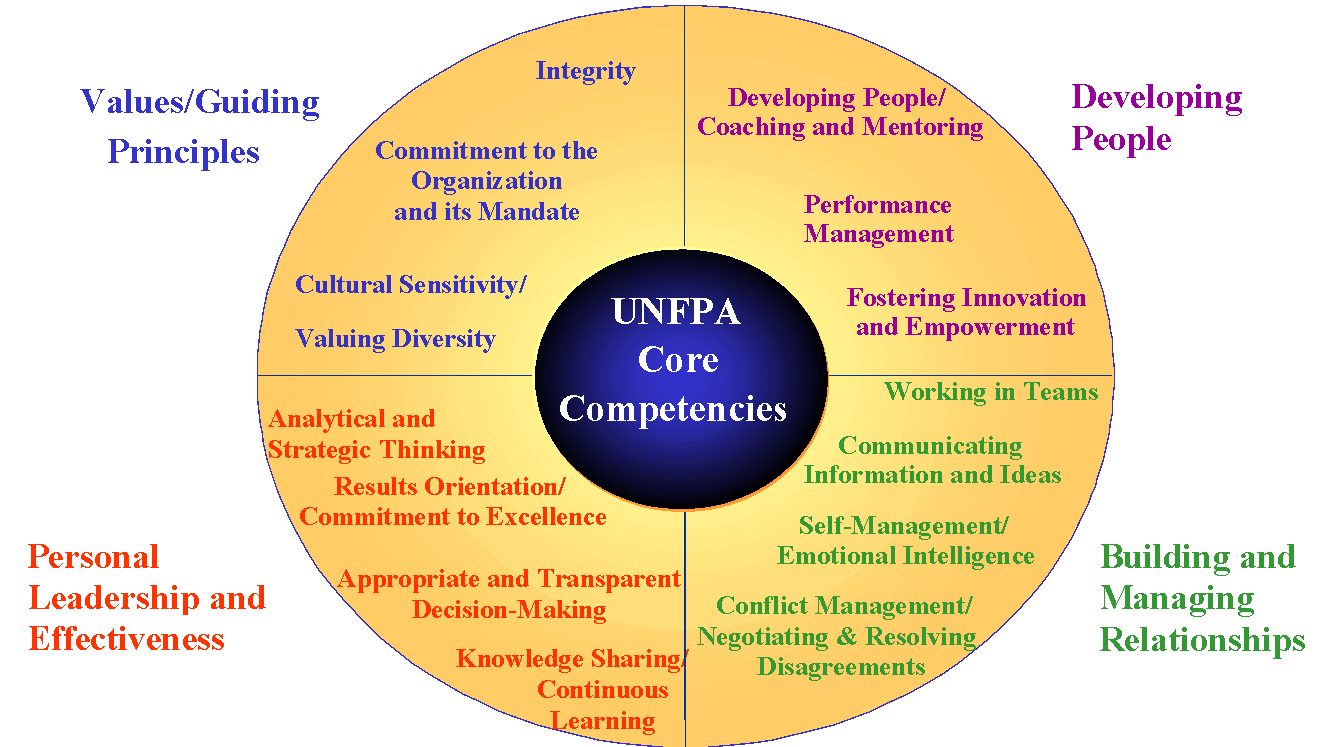 Values/Guiding
Principles
Integrity
Commitment to the
Organization
and its Mandate
Cultural Sensitivity/
Valuing Diversity
Developing
People
Developing People/
Coaching and Mentoring
Performance
Management
Fostering Innovation
and Empowerment
UNFPA
Core
Competencies
Personal
Leadership and
Effectiveness
Analytical and
Strategic Thinking
Results Orientation/
Commitment to Excellence
Appropriate and Transparent
Decision-Making
Knowledge Sharing/
Continuous
Learning
Building and
Managing
Relationships
Working in Teams
Communicating
Information and Ideas
Self-Management/
Emotional Intelligence
Conflict Management/
Negotiating & Resolving
Disagreements